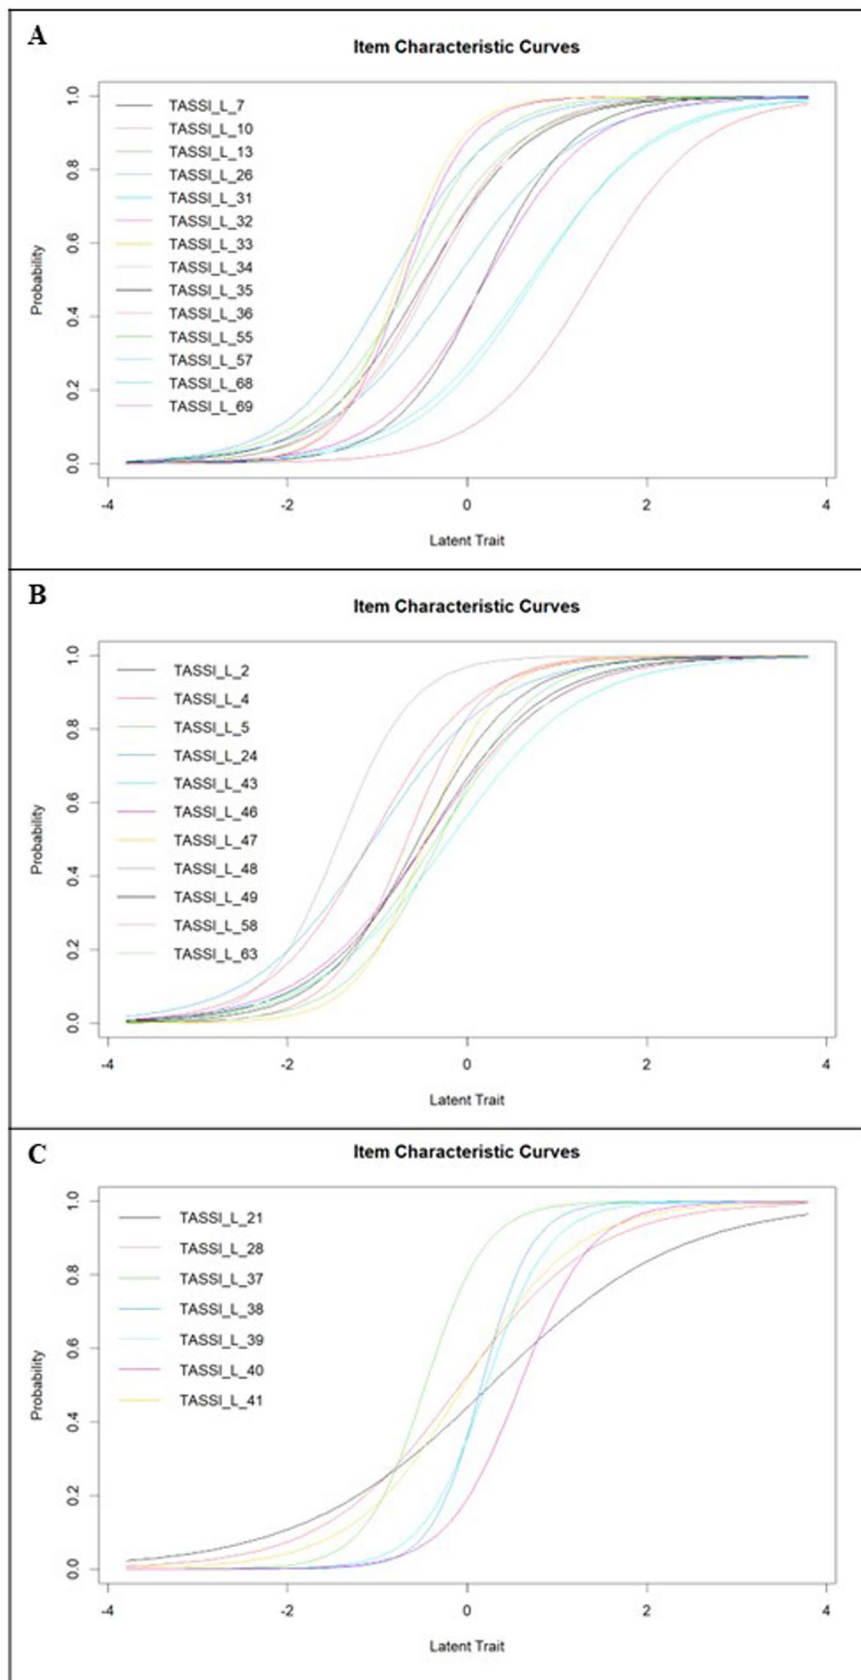 A
Item Characteristic Curves
TASSI_L_7
TASSI_L_10
TASSI_L_13
TASSI_L_26
TASSI_L_31
TASSI_L_32
TASSI_L_33
TASSI_L_34
TASSI_L_35
TASSI_L_36
TASSI_L_55
TASSI_L_57
TASSI_L_68
TASSI_L_69
Probability
1.0
0.8
0.6
0.4
0.2
0.0
-4 -2 0 2 4
Latent Trait
B
Item Characteristic Curves
TASSI_L_2
TASSI_L_4
TASSI_L_5
TASSI_L_24
TASSI_L_43
TASSI_L_46
TASSI_L_47
TASSI_L_48
TASSI_L_49
TASSI_L_58
TASSI_L_63
Probability
1.0
0.8
0.6
0.4
0.2
0.0
-4 -2 0 2 4
Latent Trait
C
Item Characteristic Curves
TASSI_L_21
TASSI_L_28
TASSI_L_37
TASSI_L_38
TASSI_L_39
TASSI_L_40
TASSI_L_41
Probability
1.0
0.8
0.6
0.4
0.2
0.0
-4 -2 0 2 4
Latent Trait